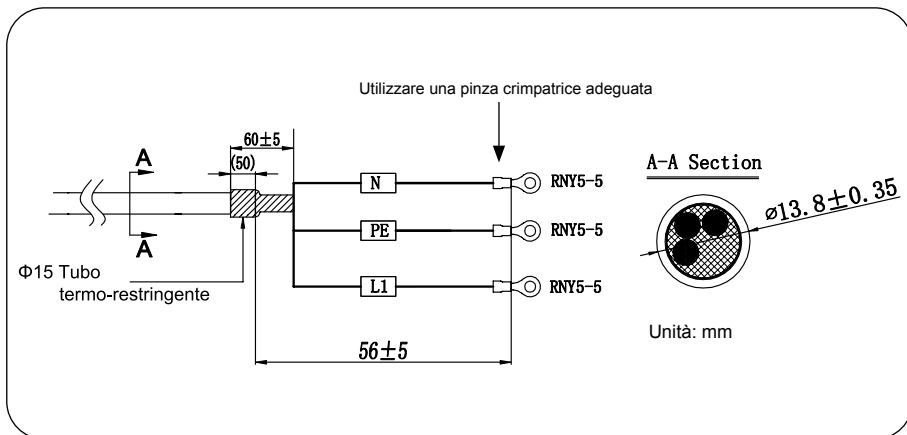 Utilizzare una pinza crimpatrice adeguata
60±5
(50)
A
A
N
RNY5-5
PE
RNY5-5
L1
RNY5-5
Φ15 Tubo
termo-restringente
56±5
A-A Section
ø13.8±0.35
Unità: mm